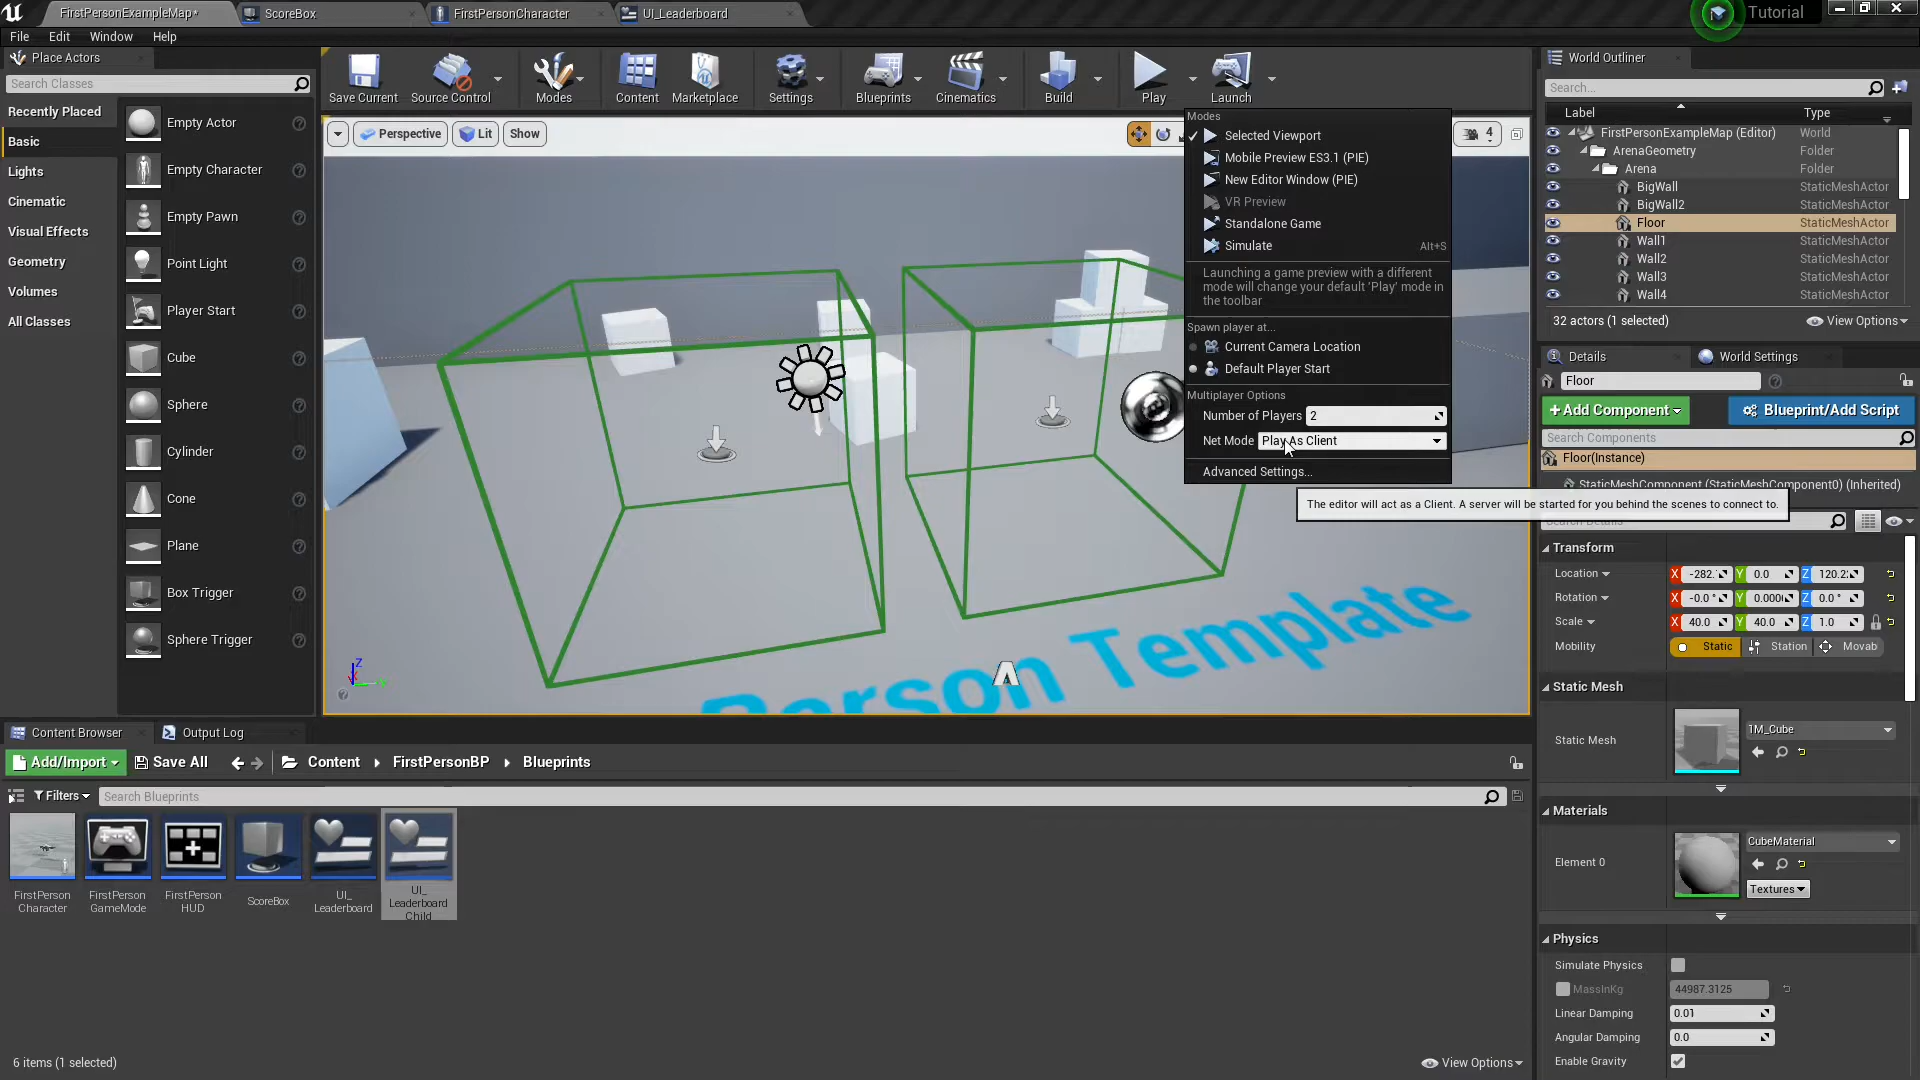 FirstPersonExampleMap*
ScoreBox
FirstPersonCharacter
UI_Leaderboard
Tutorial
File
Edit
Window
Help
Place Actors
Search Classes
Recently Placed
Basic
Lights
Cinematic
Visual Effects
Geometry
Volumes
All Classes
Empty Actor
Empty Character
Empty Pawn
Point Light
Player Start
Cube
Sphere
Cylinder
Cone
Plane
Box Trigger
Sphere Trigger
Save Current
Source Control
Modes
Content
Marketplace
Settings
Blueprints
Cinematics
Build
Play
Launch
Perspective
Lit
Show
4
Modes
Selected Viewport
Mobile Preview ES3.1 (PIE)
New Editor Window (PIE)
VR Preview
Standalone Game
Simulate
Alt+S
Launching a game preview with a different
mode will change your default 'Play' mode in
the toolbar
Spawn player at...
Current Camera Location
Default Player Start
Multiplayer Options
Number of Players 2
Net Mode Play As Client
Advanced Settings...
The editor will act as a Client. A server will be started for you behind the scenes to connect to.
Person Template
Z
World Outliner
Search...
Label
Type
FirstPersonExampleMap (Editor) World
ArenaGeometry Folder
Arena Folder
BigWall StaticMeshActor
BigWall2 StaticMeshActor
Floor StaticMeshActor
Wall1 StaticMeshActor
Wall2 StaticMeshActor
Wall3 StaticMeshActor
Wall4 StaticMeshActor
32 actors (1 selected)
View Options
Details
World Settings
Floor
+Add Component
Blueprint/Add Script
Search Components
Floor(Instance)
StaticMeshComponent (StaticMeshComponent0) (Inherited)
Search Details
Transform
Location X -282. Y 0.0 Z 120.2
Rotation X -0.0 ° Y 0.000 Z 0.0 °
Scale X 40.0 Y 40.0 Z 1.0
Mobility Static Station Movab
Static Mesh
Static Mesh
1M_Cube
Materials
Element 0
CubeMaterial
Textures
Physics
Simulate Physics
MassInKg 44987.3125
Linear Damping 0.01
Angular Damping 0.0
Enable Gravity
Content Browser
Output Log
Add/Import
Save All
Content
FirstPersonBP
Blueprints
Filters
Search Blueprints
FirstPerson
Character
FirstPerson
GameMode
FirstPerson
HUD
ScoreBox
UI_
Leaderboard
UI_
Leaderboard
Child
6 items (1 selected)
View Options